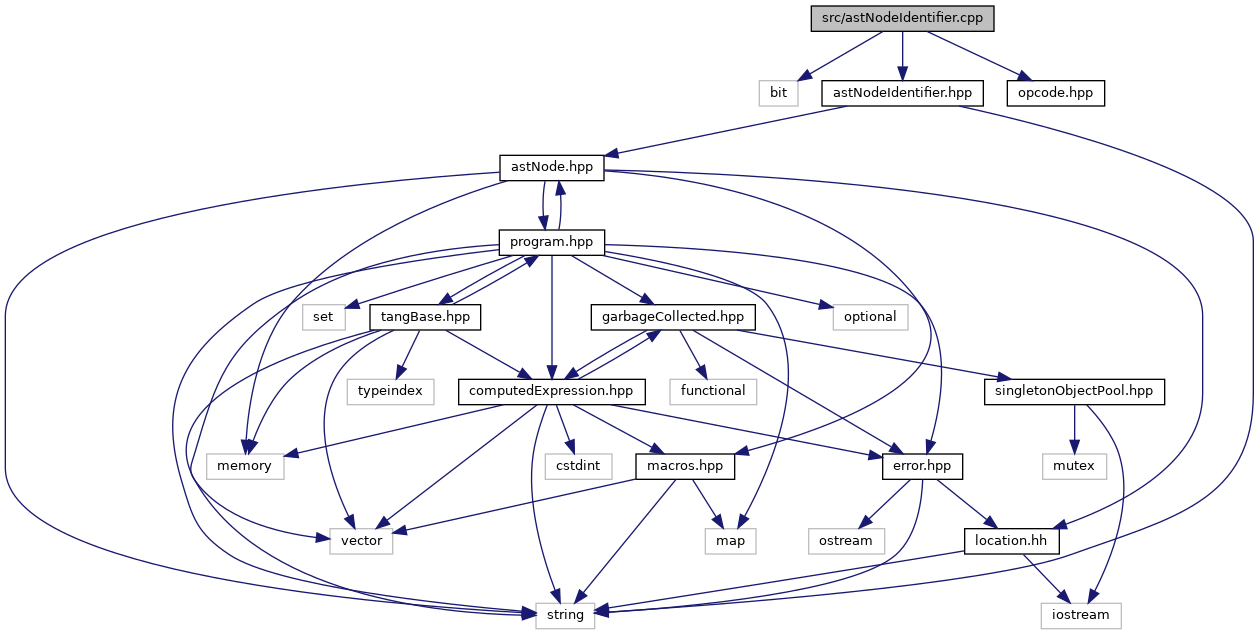 src/astNodeIdentifier.cpp
bit
astNodeIdentifier.hpp
opcode.hpp
astNode.hpp
program.hpp
set
tangBase.hpp
garbageCollected.hpp
optional
typeindex
computedExpression.hpp
functional
singletonObjectPool.hpp
memory
cstdint
macros.hpp
error.hpp
mutex
vector
map
ostream
location.hh
string
iostream